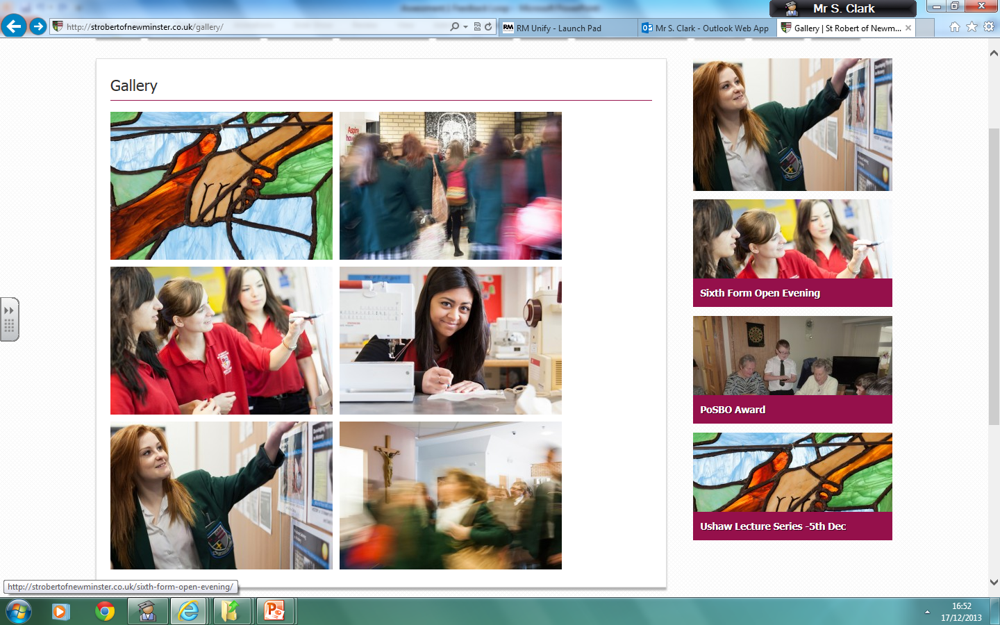 Mr S. Clark
http://strobertofnewminster.co.uk/gallery/
RM Unify - Launch Pad
Mr S. Clark - Outlook Web App
Gallery | St Robert of Newm...
Gallery
Aspire
Sixth Form Open Evening
PoSBO Award
Ushaw Lecture Series -5th Dec
http://strobertofnewminster.co.uk/sixth-form-open-evening/
16:52
17/12/2013